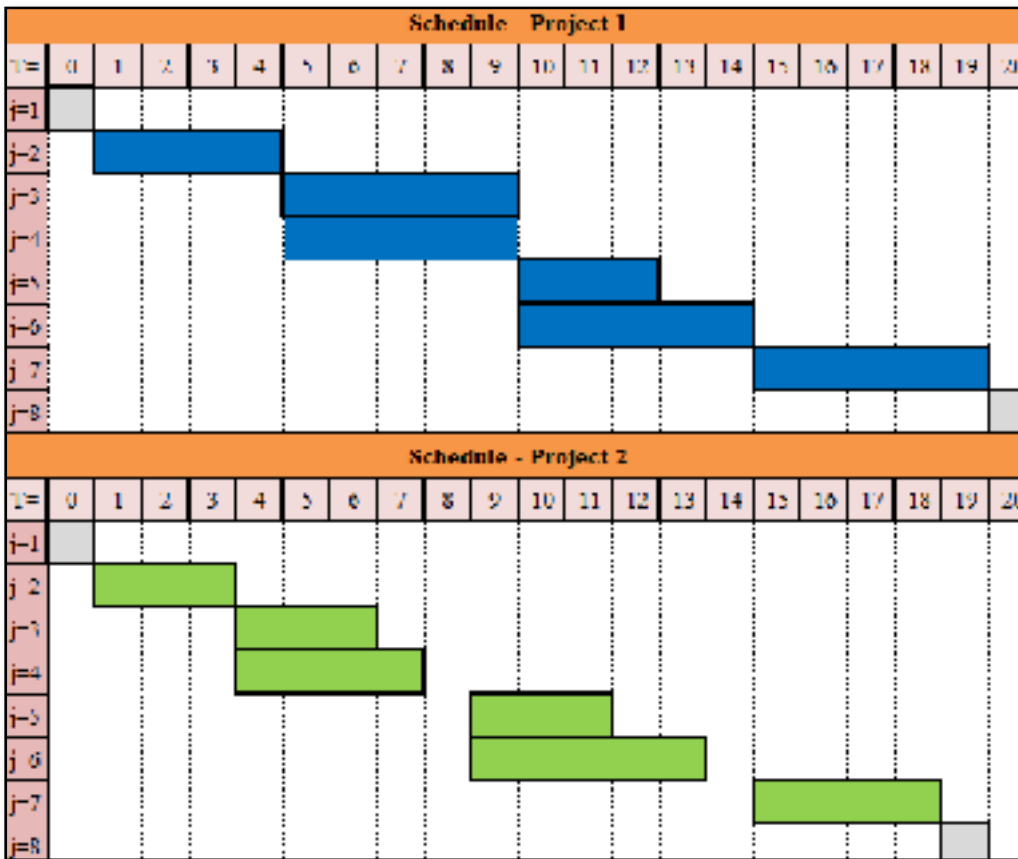 Schedule - Project 1
T= 0 1 2 3 4 5 6 7 8 9 10 11 12 13 14 15 16 17 18 19 20
j=1
j=2
j=3
j=4
j=5
j=6
j=7
j=8
Schedule - Project 2
T= 0 1 2 3 4 5 6 7 8 9 10 11 12 13 14 15 16 17 18 19 20
j=1
j=2
j=3
j=4
j=5
j=6
j=7
j=8